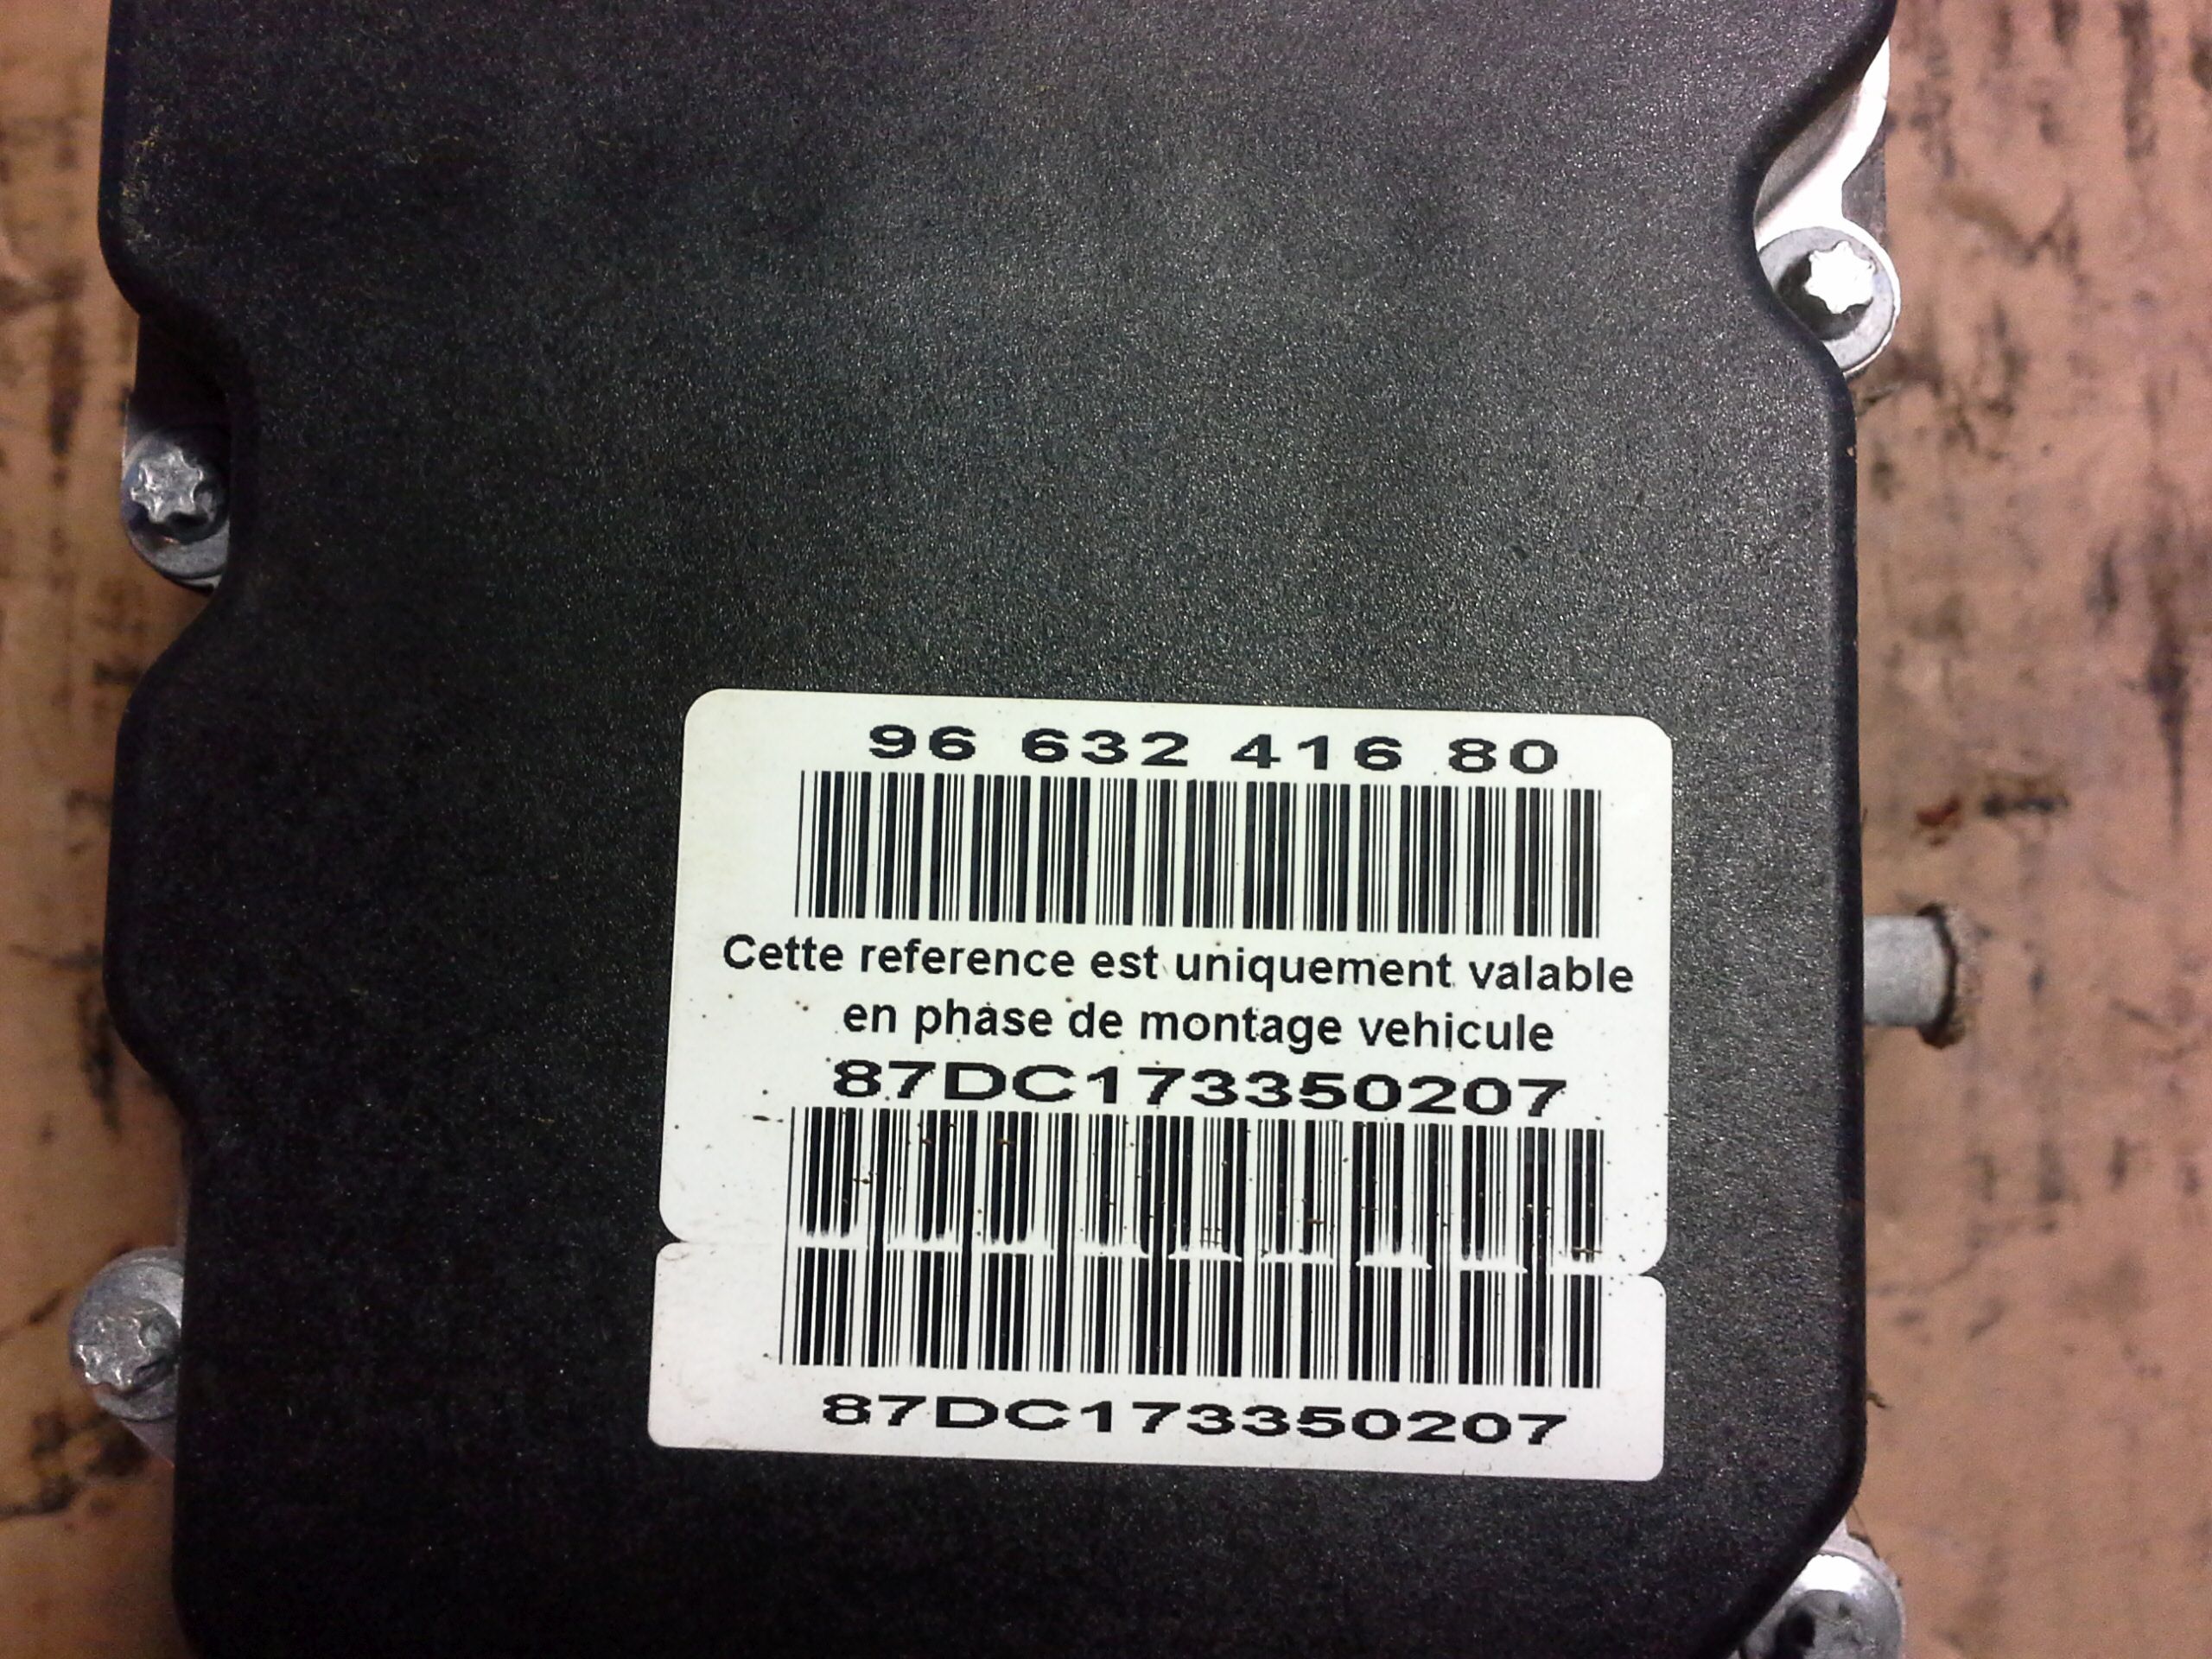 96 632 416 80
Cette reference est uniquement valable
en phase de montage vehicule
87DC173350207
87DC173350207